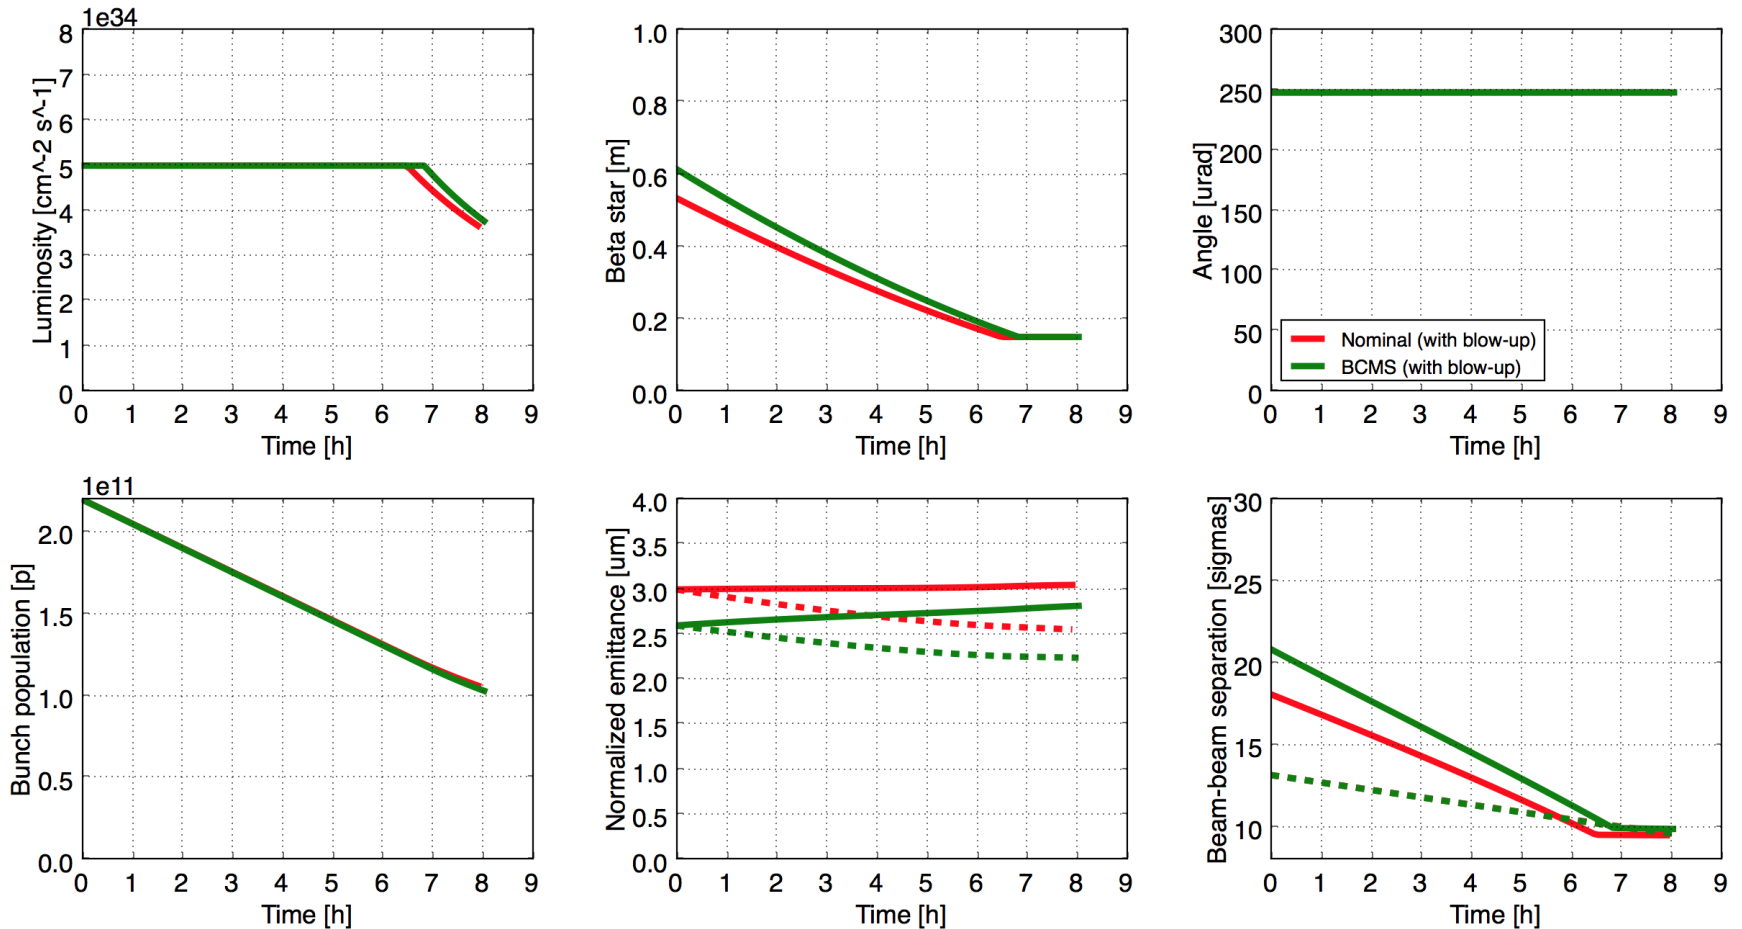 1e34
8
7
6
5
4
3
2
1
0
Luminosity [cm^-2 s^-1]
0 1 2 3 4 5 6 7 8 9
Time [h]
1.0
0.8
0.6
0.4
0.2
0.0
Beta star [m]
0 1 2 3 4 5 6 7 8 9
Time [h]
300
250
200
150
100
50
0
Angle [urad]
Nominal (with blow-up)
BCMS (with blow-up)
0 1 2 3 4 5 6 7 8 9
Time [h]
1e11
2.0
1.5
1.0
0.5
0.0
Bunch population [p]
0 1 2 3 4 5 6 7 8 9
Time [h]
4.0
3.5
3.0
2.5
2.0
1.5
1.0
0.5
0.0
Normalized emittance [um]
0 1 2 3 4 5 6 7 8 9
Time [h]
30
25
20
15
10
Beam-beam separation [sigmas]
0 1 2 3 4 5 6 7 8 9
Time [h]